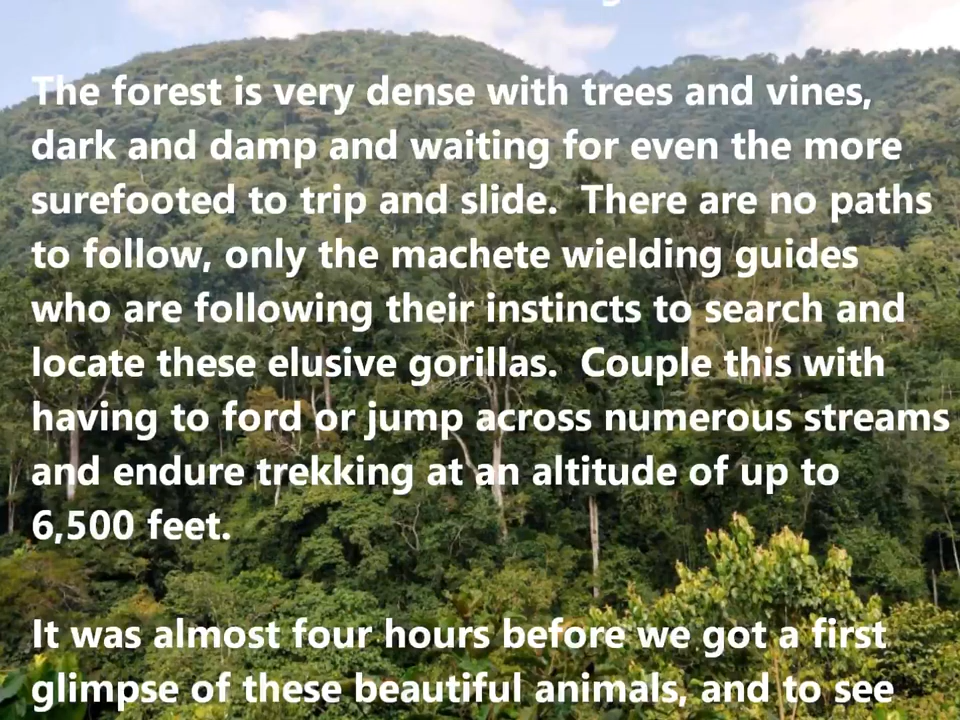 The forest is very dense with trees and vines,
dark and damp and waiting for even the more
surefooted to trip and slide.  There are no paths
to follow, only the machete wielding guides
who are following their instincts to search and
locate these elusive gorillas.  Couple this with
having to ford or jump across numerous streams
and endure trekking at an altitude of up to
6,500 feet.
It was almost four hours before we got a first
glimpse of these beautiful animals, and to see